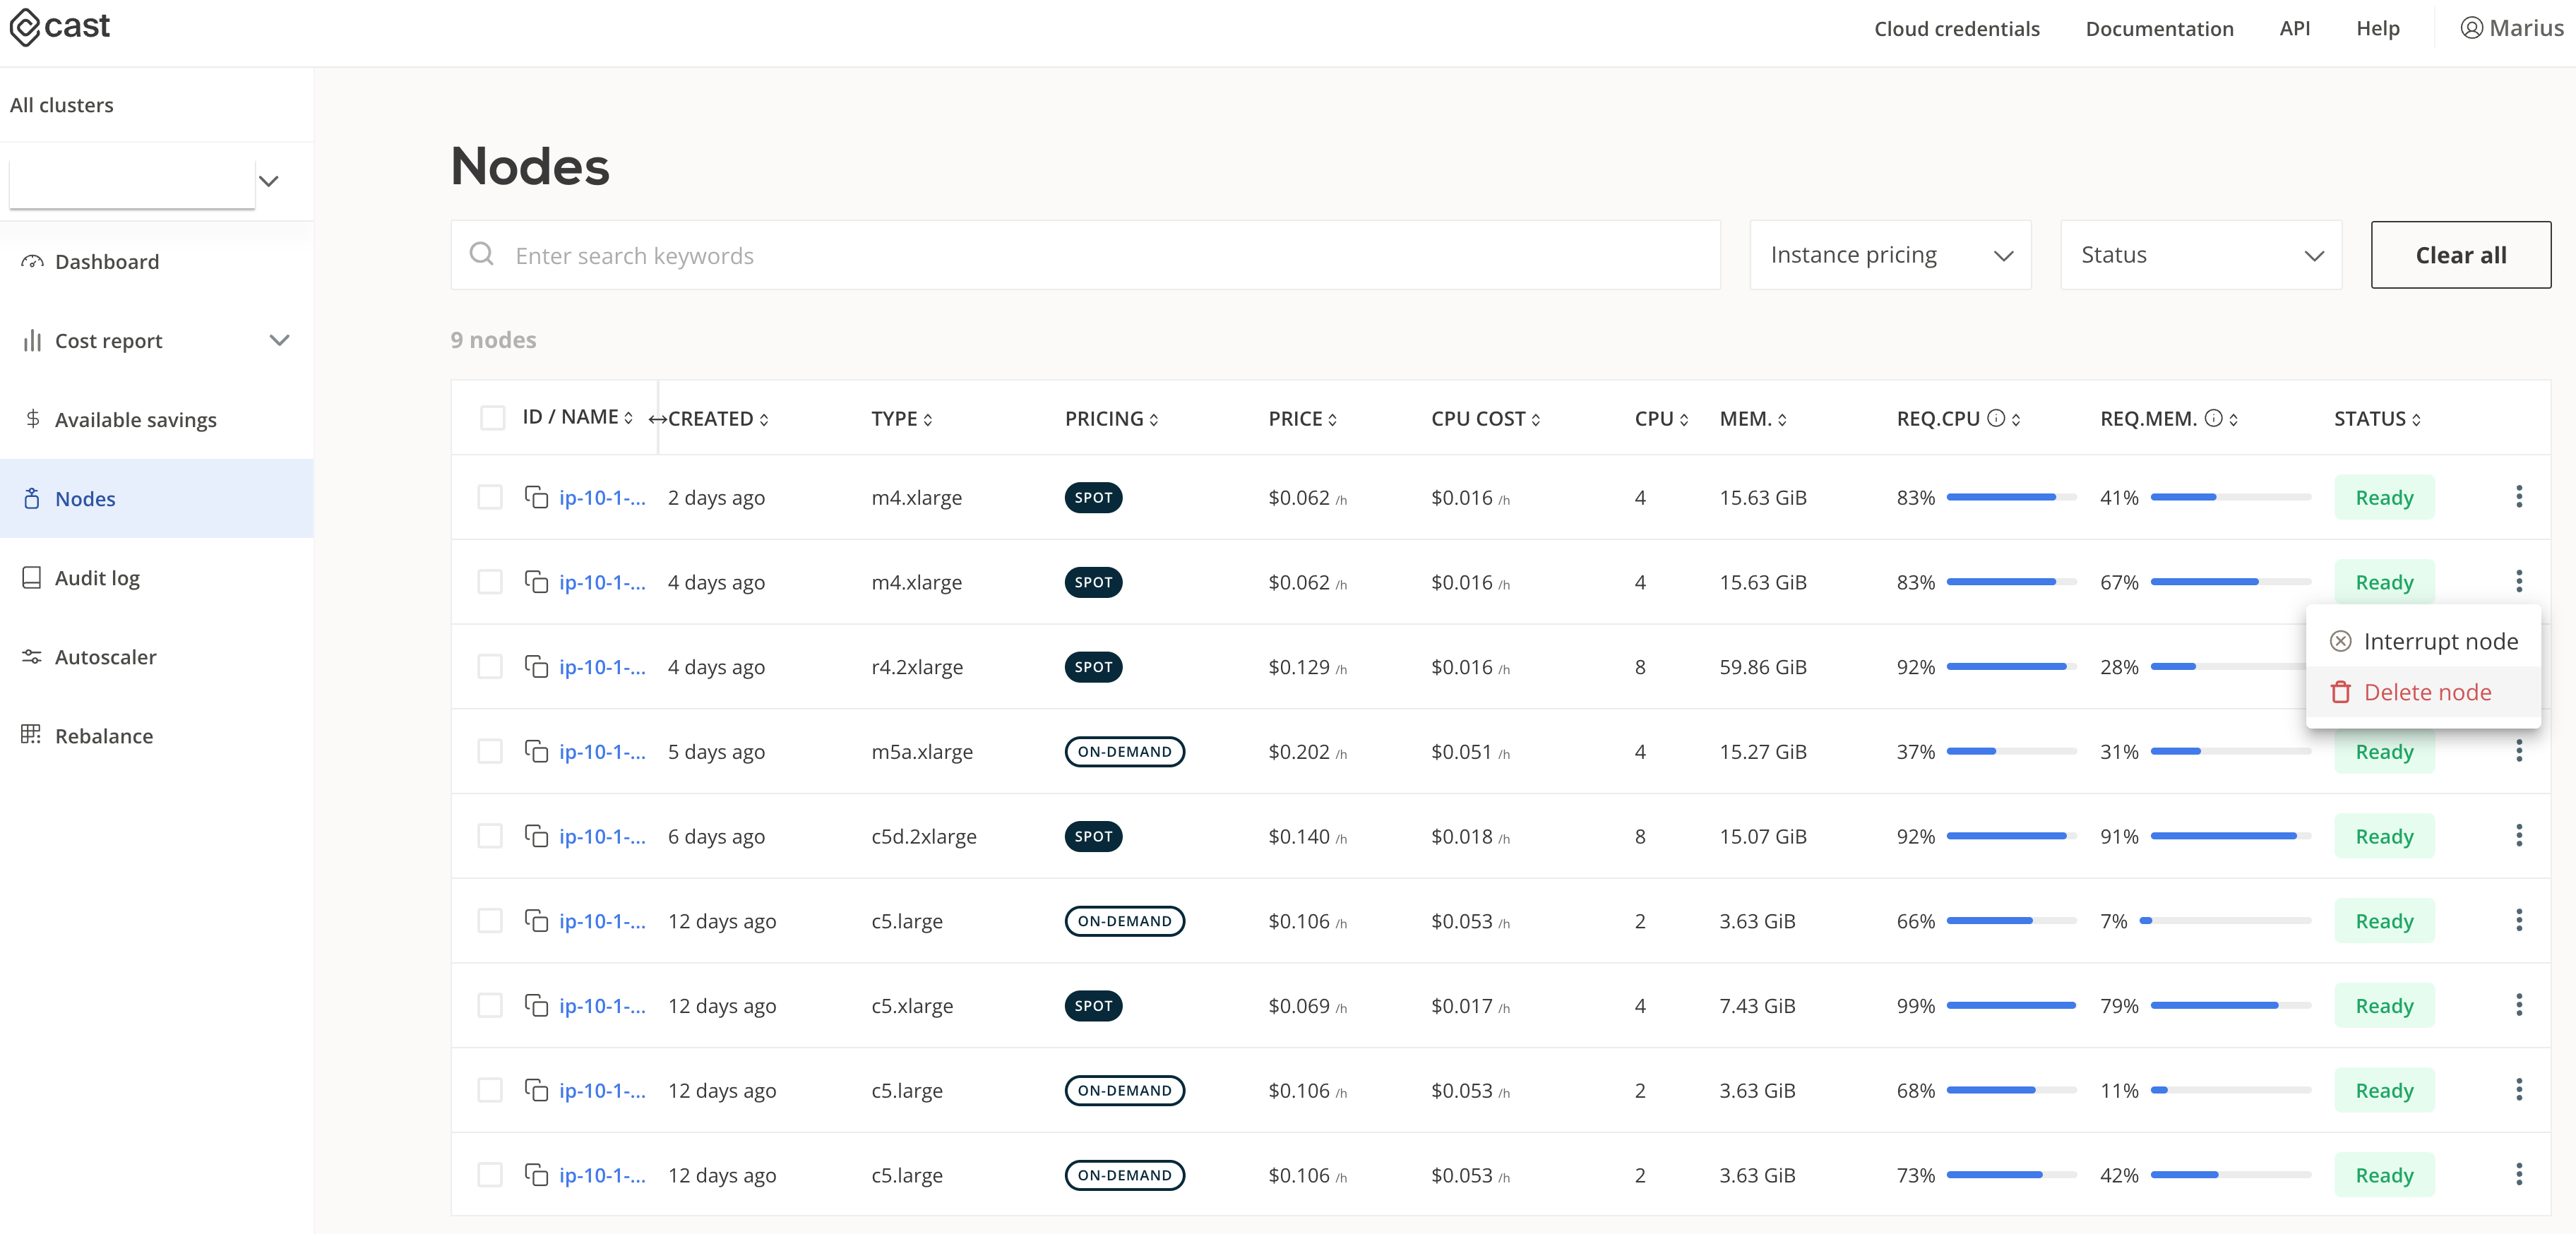 cast
Cloud credentials Documentation API Help Marius
All clusters
Dashboard
Cost report
Available savings
Nodes
Audit log
Autoscaler
Rebalance
Nodes
Enter search keywords Instance pricing Status Clear all
9 nodes
ID / NAME CREATED TYPE PRICING PRICE CPU COST CPU MEM. REQ.CPU REQ.MEM. STATUS
ip-10-1-... 2 days ago m4.xlarge SPOT $0.062 /h $0.016 /h 4 15.63 GiB 83% 41% Ready
ip-10-1-... 4 days ago m4.xlarge SPOT $0.062 /h $0.016 /h 4 15.63 GiB 83% 67% Ready
Interrupt node
ip-10-1-... 4 days ago r4.2xlarge SPOT $0.129 /h $0.016 /h 8 59.86 GiB 92% 28%
Delete node
ip-10-1-... 5 days ago m5a.xlarge ON-DEMAND $0.202 /h $0.051 /h 4 15.27 GiB 37% 31% Ready
ip-10-1-... 6 days ago c5d.2xlarge SPOT $0.140 /h $0.018 /h 8 15.07 GiB 92% 91% Ready
ip-10-1-... 12 days ago c5.large ON-DEMAND $0.106 /h $0.053 /h 2 3.63 GiB 66% 7% Ready
ip-10-1-... 12 days ago c5.xlarge SPOT $0.069 /h $0.017 /h 4 7.43 GiB 99% 79% Ready
ip-10-1-... 12 days ago c5.large ON-DEMAND $0.106 /h $0.053 /h 2 3.63 GiB 68% 11% Ready
ip-10-1-... 12 days ago c5.large ON-DEMAND $0.106 /h $0.053 /h 2 3.63 GiB 73% 42% Ready